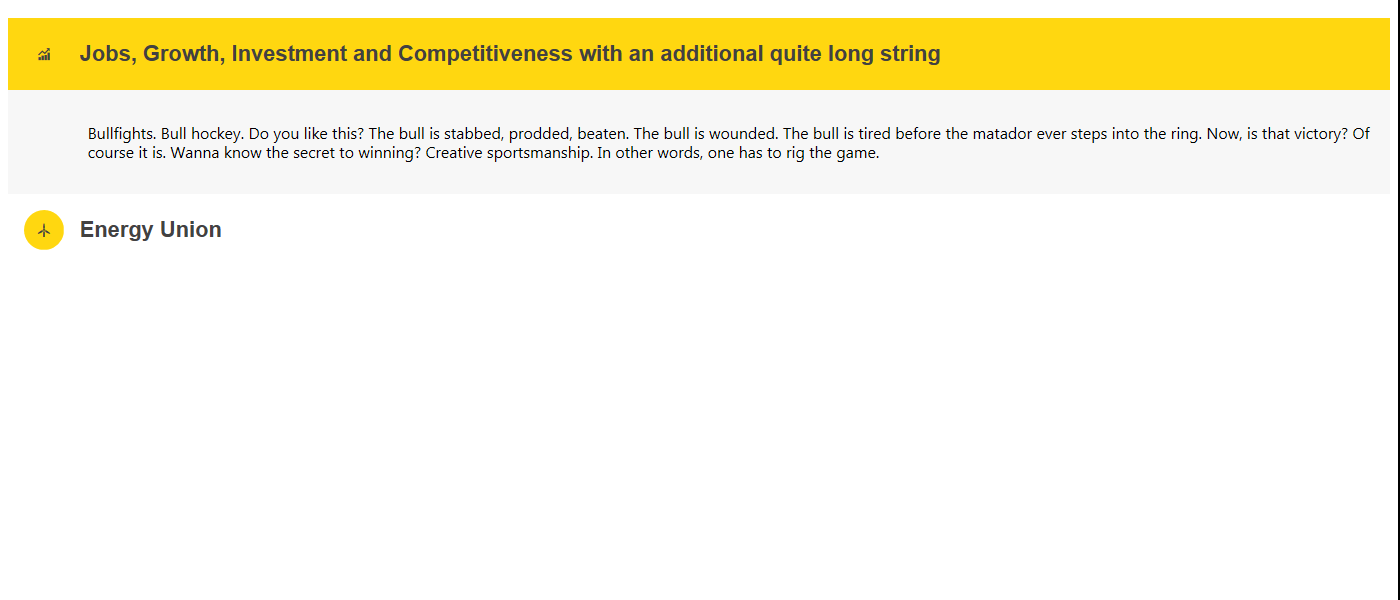 Jobs, Growth, Investment and Competitiveness with an additional quite long string
Bullfights. Bull hockey. Do you like this? The bull is stabbed, prodded, beaten. The bull is wounded. The bull is tired before the matador ever steps into the ring. Now, is that victory? Of
course it is. Wanna know the secret to winning? Creative sportsmanship. In other words, one has to rig the game.
Energy Union